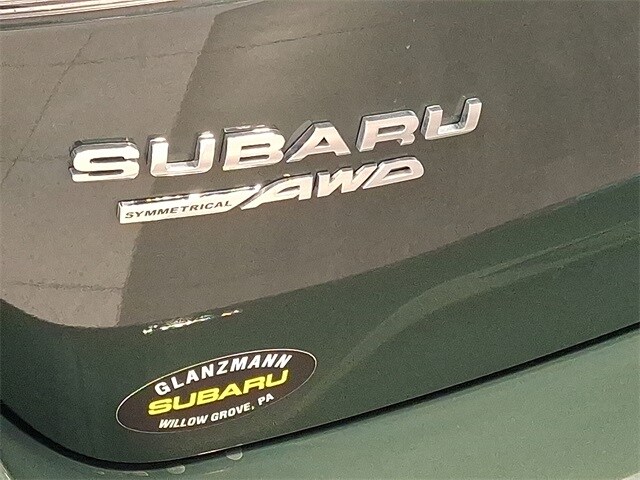 SUBARU
SYMMETRICAL AWD
GLANZMANN
SUBARU
WILLOW GROVE, PA